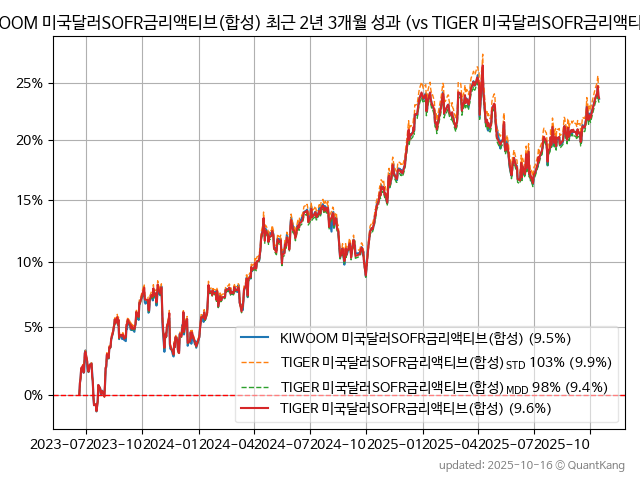 OOM 미국달러SOFR금리액티브(합성) 최근 2년 3개월 성과 (vs TIGER 미국달러SOFR금리액티
25%
20%
15%
10%
5%
0%
KIWOOM 미국달러SOFR금리액티브(합성) (9.5%)
TIGER 미국달러SOFR금리액티브(합성) STD 103% (9.9%)
TIGER 미국달러SOFR금리액티브(합성) MDD 98% (9.4%)
TIGER 미국달러SOFR금리액티브(합성) (9.6%)
2023-07 2023-10 2024-01 2024-04 2024-07 2024-10 2025-01 2025-04 2025-07 2025-10
updated: 2025-10-16 © QuantKang